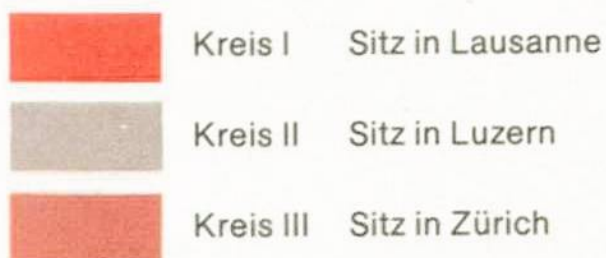 Kreis I Sitz in Lausanne
Kreis II Sitz in Luzern
Kreis III Sitz in Zürich